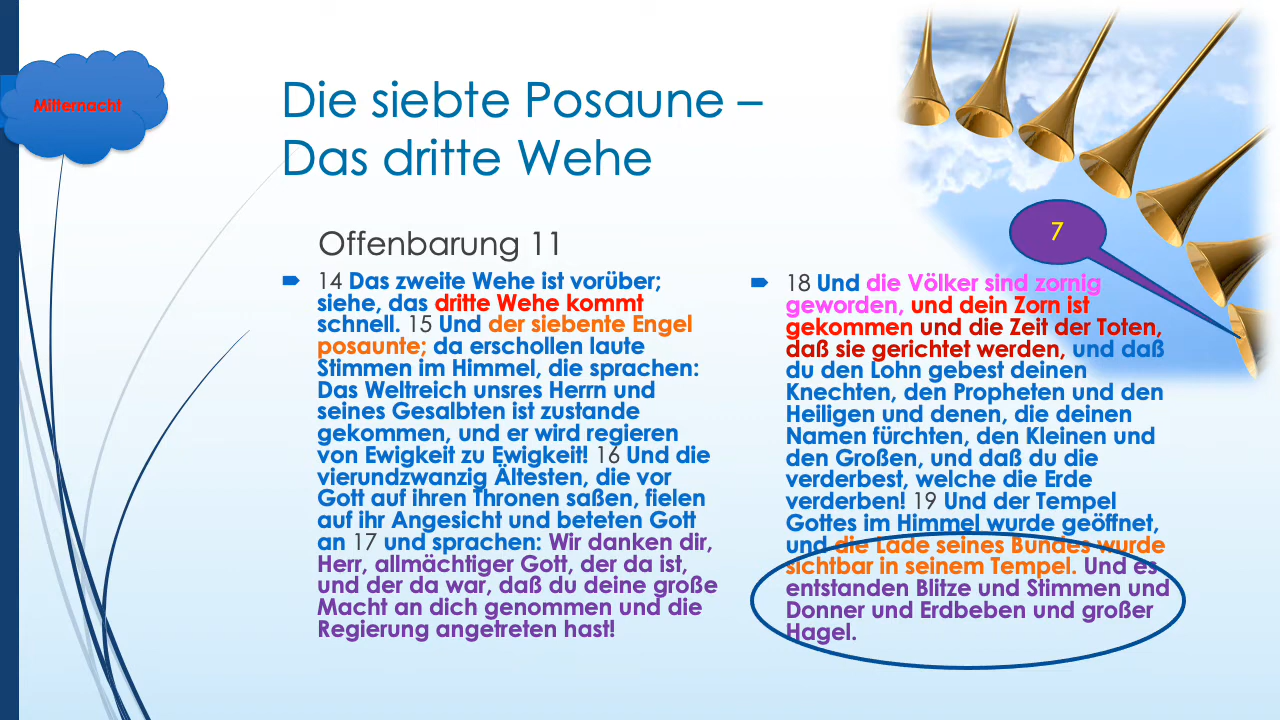 Mitternacht
Die siebte Posaune –
Das dritte Wehe
7
Offenbarung 11
14 Das zweite Wehe ist vorüber;
siehe, das dritte Wehe kommt
schnell. 15 Und der siebente Engel
posaunte; da erschollen laute
Stimmen im Himmel, die sprachen:
Das Weltreich unsres Herrn und
seines Gesalbten ist zustande
gekommen, und er wird regieren
von Ewigkeit zu Ewigkeit! 16 Und die
vierundzwanzig Ältesten, die vor
Gott auf ihren Thronen saßen, fielen
auf ihr Angesicht und beteten Gott
an 17 und sprachen: Wir danken dir,
Herr, allmächtiger Gott, der da ist,
und der da war, daß du deine große
Macht an dich genommen und die
Regierung angetreten hast!
18 Und die Völker sind zornig
geworden, und dein Zorn ist
gekommen und die Zeit der Toten,
daß sie gerichtet werden, und daß
du den Lohn gebest deinen
Knechten, den Propheten und den
Heiligen und denen, die deinen
Namen fürchten, den Kleinen und
den Großen, und daß du die
verderbest, welche die Erde
verderben! 19 Und der Tempel
Gottes im Himmel wurde geöffnet,
und die Lade seines Bundes wurde
sichtbar in seinem Tempel. Und es
entstanden Blitze und Stimmen und
Donner und Erdbeben und großer
Hagel.